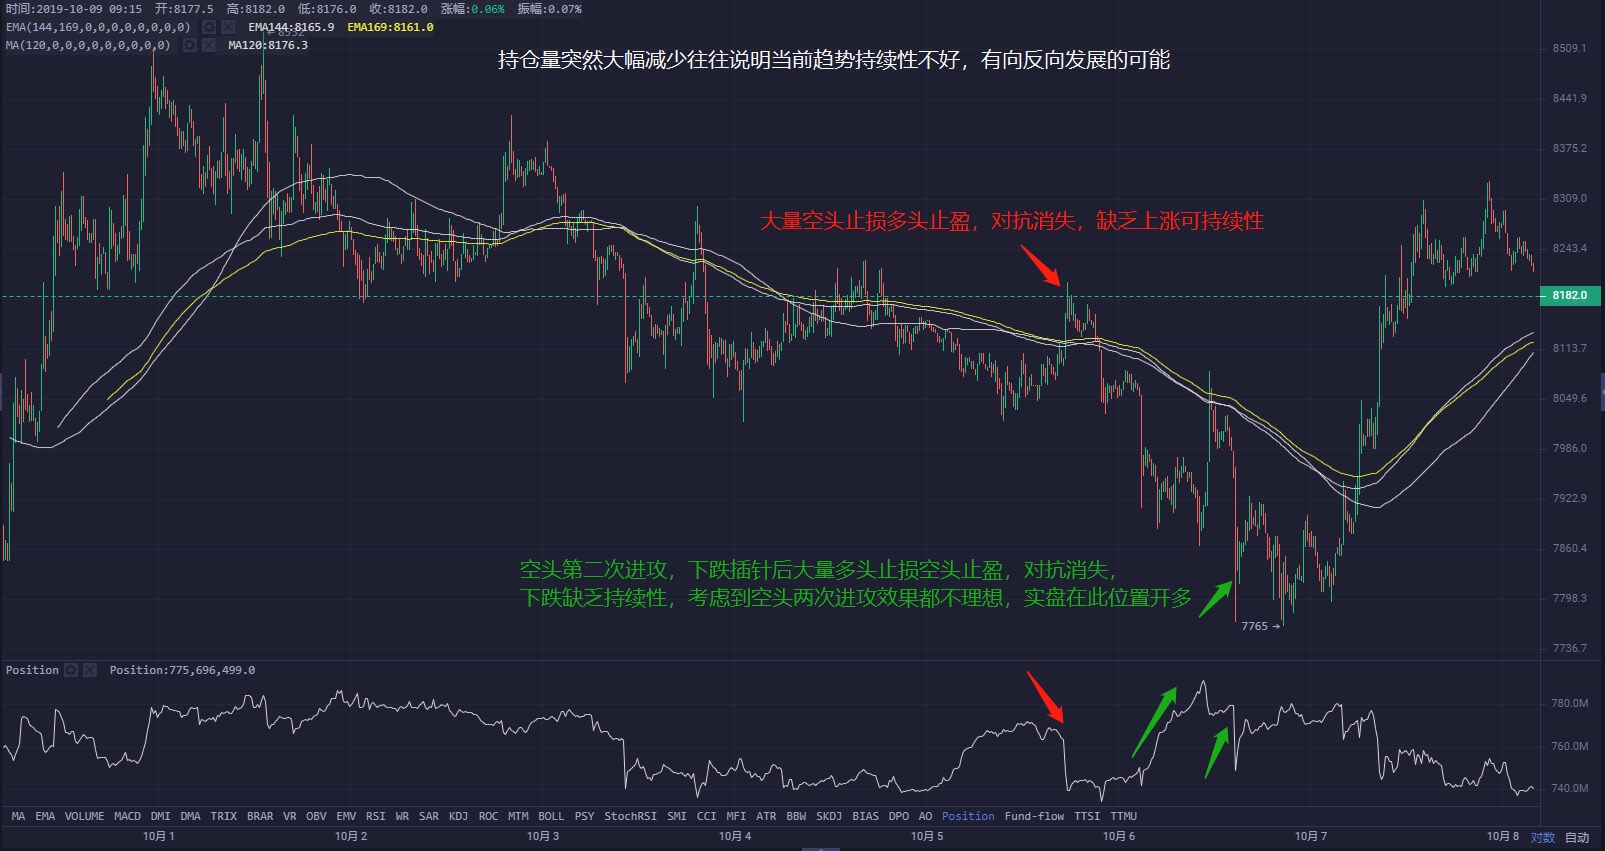 时间:2019-10-09 09:15 开:8177.5 高:8182.0 低:8176.0 收:8182.0 涨幅:0.06% 振幅:0.07%
EMA(144,169,0,0,0,0,0,0,0,0) EMA144:8165.9 EMA169:8161.0
8532
MA(120,0,0,0,0,0,0,0,0,0) MA120:8176.3
持仓量突然大幅减少往往说明当前趋势持续性不好，有向反向发展的可能
8509.1
8441.9
8375.2
8309.0
大量空头止损多头止盈，对抗消失，缺乏上涨可持续性
8243.4
8182.0
8113.7
8049.6
7986.0
7922.9
7860.4
空头第二次进攻，下跌插针后大量多头止损空头止盈，对抗消失，
下跌缺乏持续性，考虑到空头两次进攻效果都不理想，实盘在此位置开多
7798.3
7765→
7736.7
Position Position:775,696,499.0
780.0M
760.0M
740.0M
MA EMA VOLUME MACD DMI DMA TRIX BRAR VR OBV EMV RSI WR SAR KDJ ROC MTM BOLL PSY StochRSI SMI CCI MFI ATR BBW SKDJ BIAS DPO AO Position Fund-flow TTSI TTMU
10月1 10月2 10月3 10月4 10月5 10月6 10月7 10月8 对数 自动